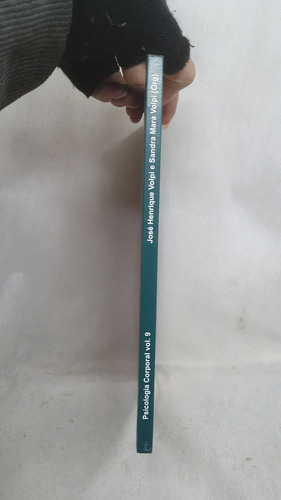 Psicologia Corporal vol. 9
José Henrique Volpi e Sandra Mara Volpi (Org)